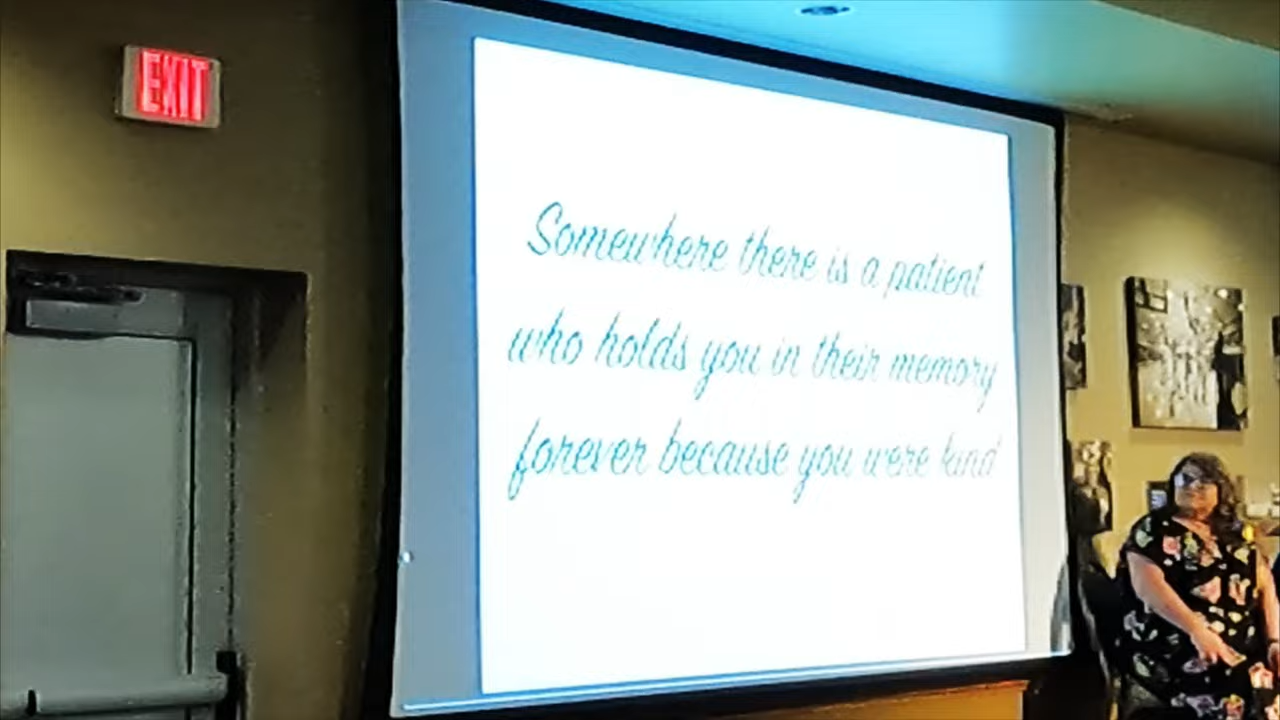 EXIT
Somewhere there is a patient
who holds you in their memory
forever because you were kind